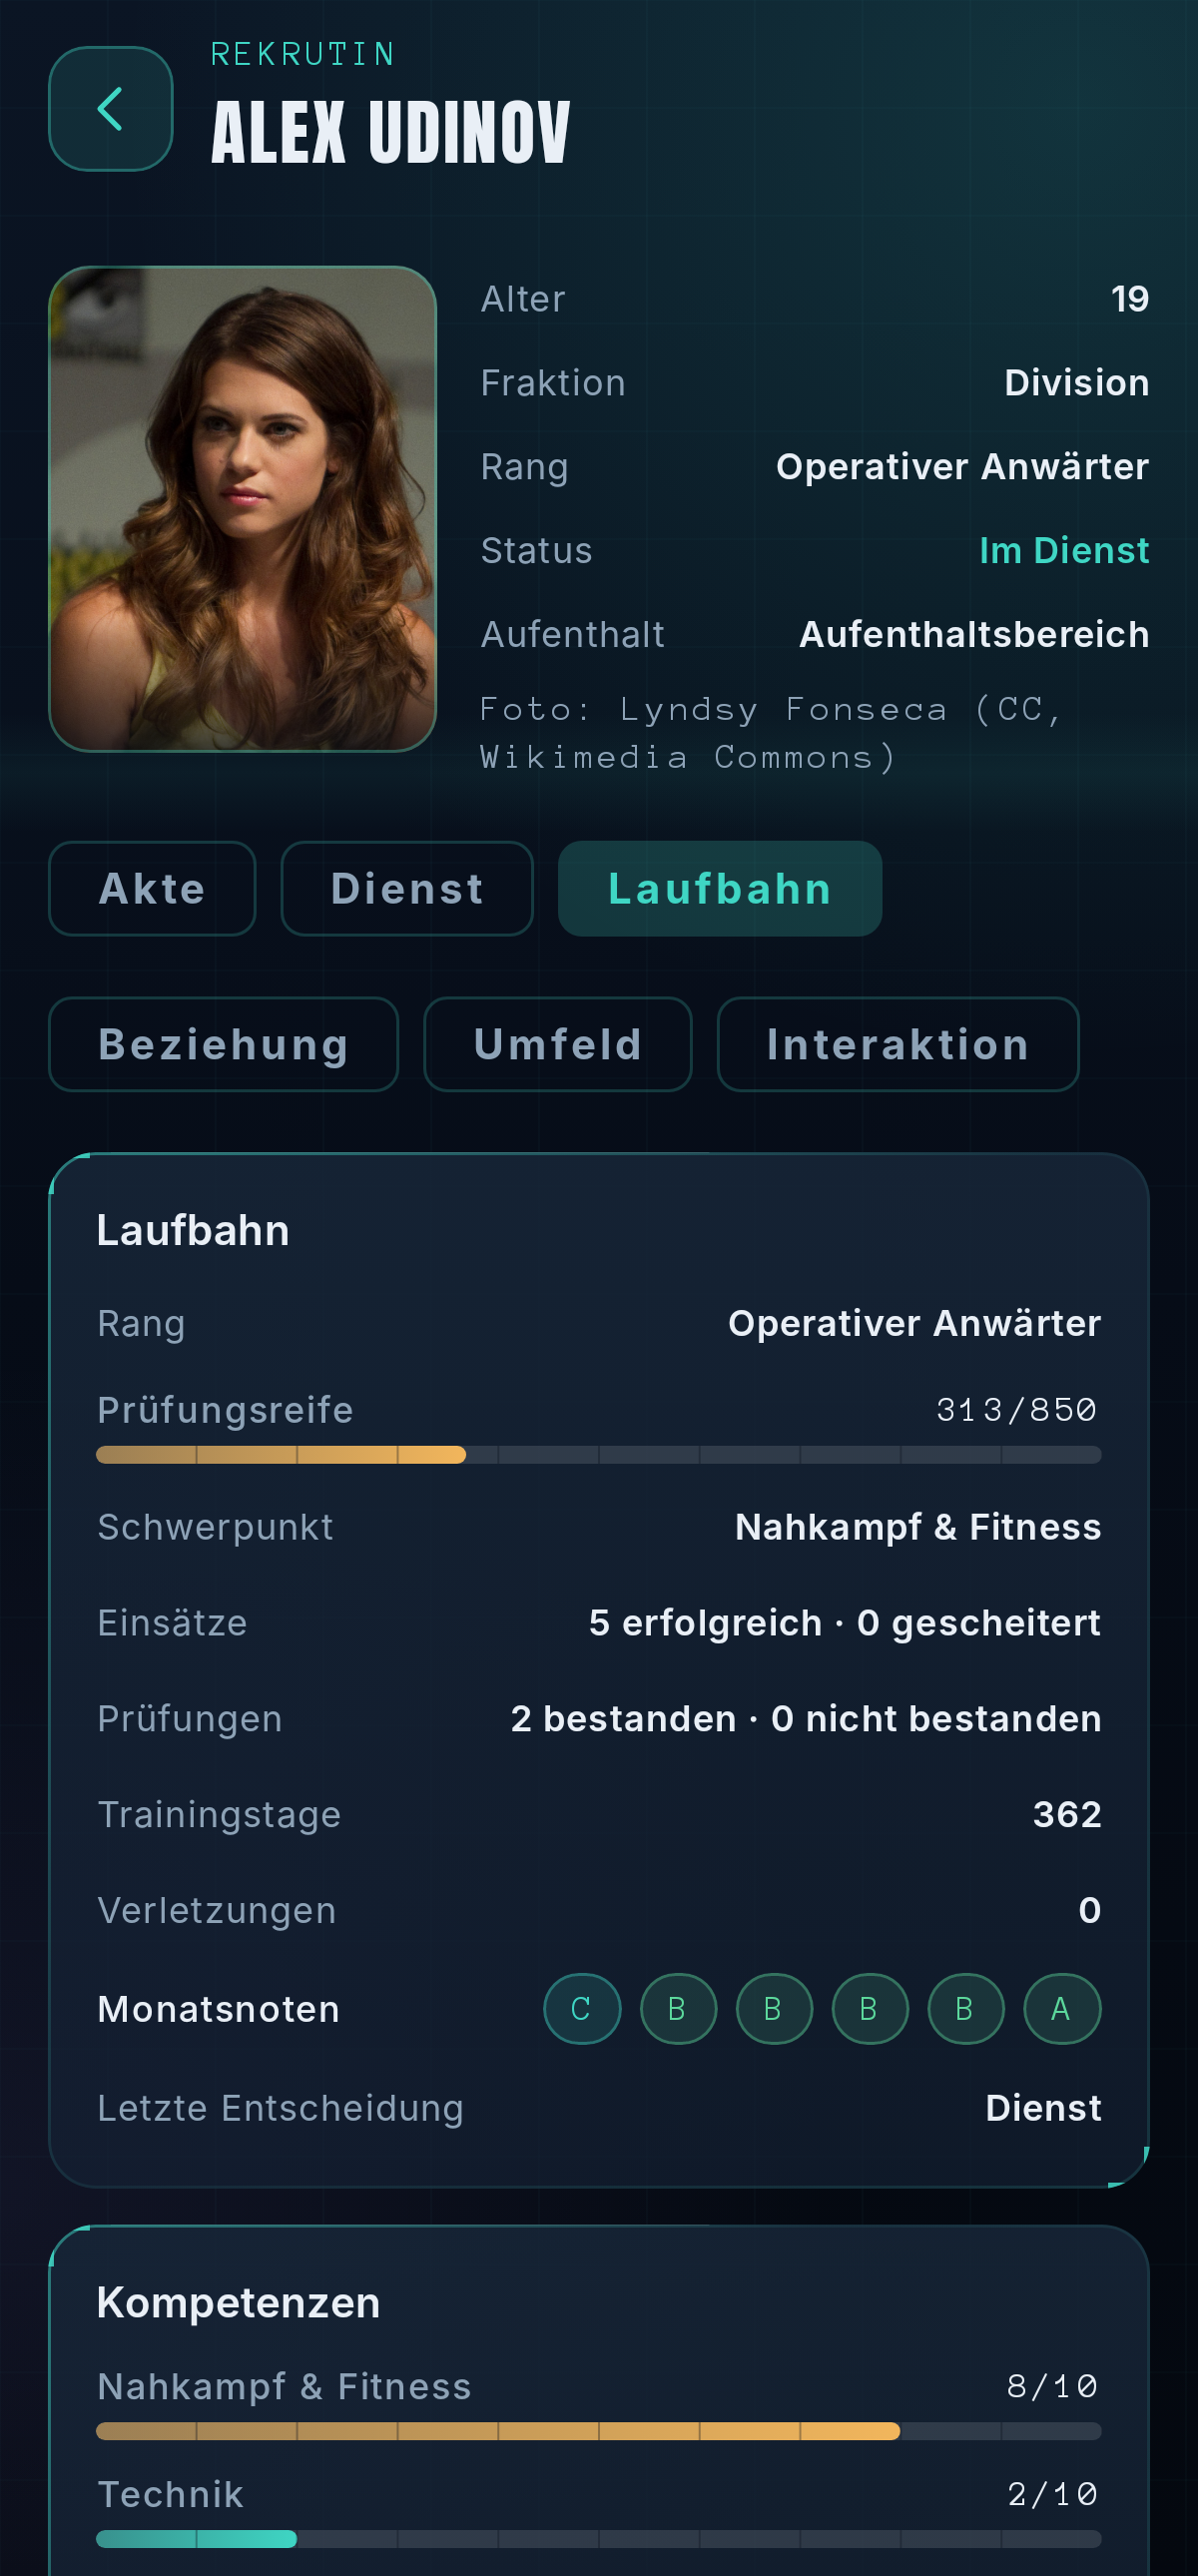 REKRUTIN
ALEX UDINOV
Alter 19
Fraktion Division
Rang Operativer Anwärter
Status Im Dienst
Aufenthalt Aufenthaltsbereich
Foto: Lyndsy Fonseca (CC,
Wikimedia Commons)
Akte Dienst Laufbahn
Beziehung Umfeld Interaktion
Laufbahn
Rang Operativer Anwärter
Prüfungsreife 313/850
Schwerpunkt Nahkampf & Fitness
Einsätze 5 erfolgreich · 0 gescheitert
Prüfungen 2 bestanden · 0 nicht bestanden
Trainingstage 362
Verletzungen 0
Monatsnoten C B B B B A
Letzte Entscheidung Dienst
Kompetenzen
Nahkampf & Fitness 8/10
Technik 2/10